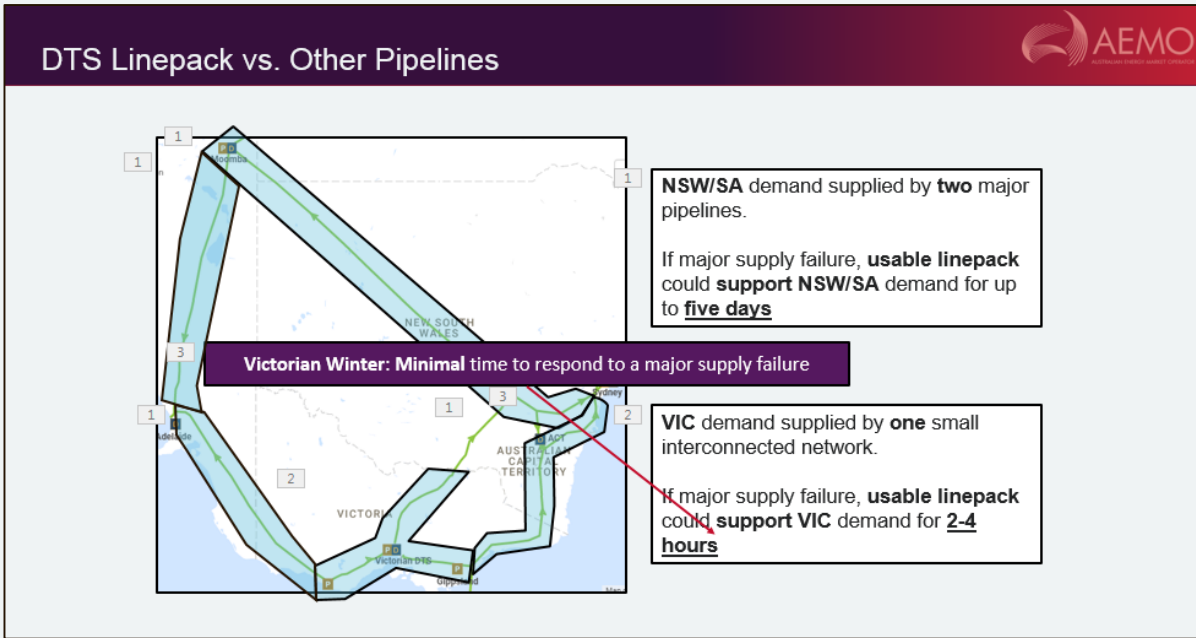 DTS Linepack vs. Other Pipelines
AEMO
AUSTRALIAN ENERGY MARKET OPERATOR
1
1
P D
Moomba
1
NSW/SA demand supplied by two major
pipelines.
If major supply failure, usable linepack
could support NSW/SA demand for up
to five days
NEW SOUTH
WALES
3
Victorian Winter: Minimal time to respond to a major supply failure
Sydney
3
1
1
2
Adelaide
D
ACT
AUSTRALIAN
CAPITAL
TERRITORY
2
VICTORIA
VIC demand supplied by one small
interconnected network.
If major supply failure, usable linepack
could support VIC demand for 2-4
hours
P D
Victorian DTS
P
Gippsland
P